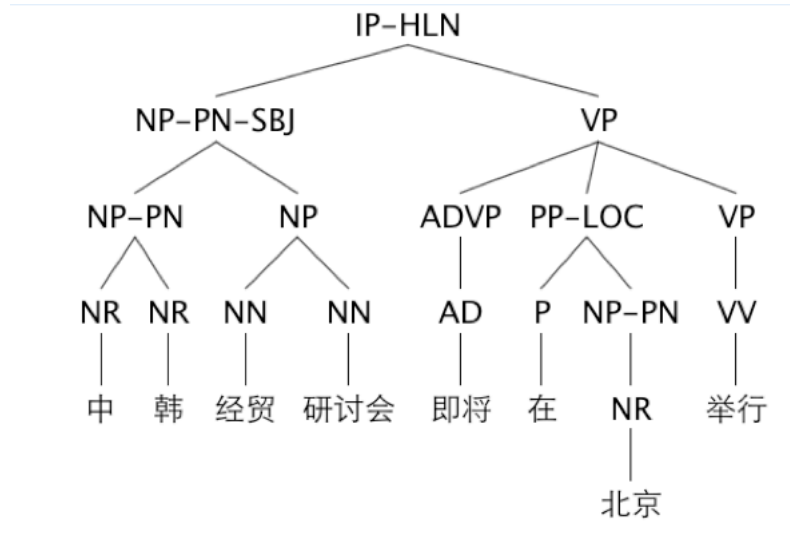 IP-HLN
NP-PN-SBJ VP
NP-PN NP ADVP PP-LOC VP
NR NR NN NN AD P NP-PN VV
中 韩 经贸 研讨会 即将 在 NR 举行
北京